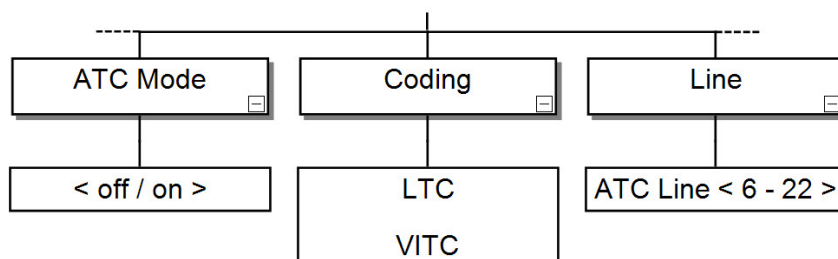 ATC Mode
Coding
Line
< off / on >
LTC
ATC Line < 6 - 22 >
VITC